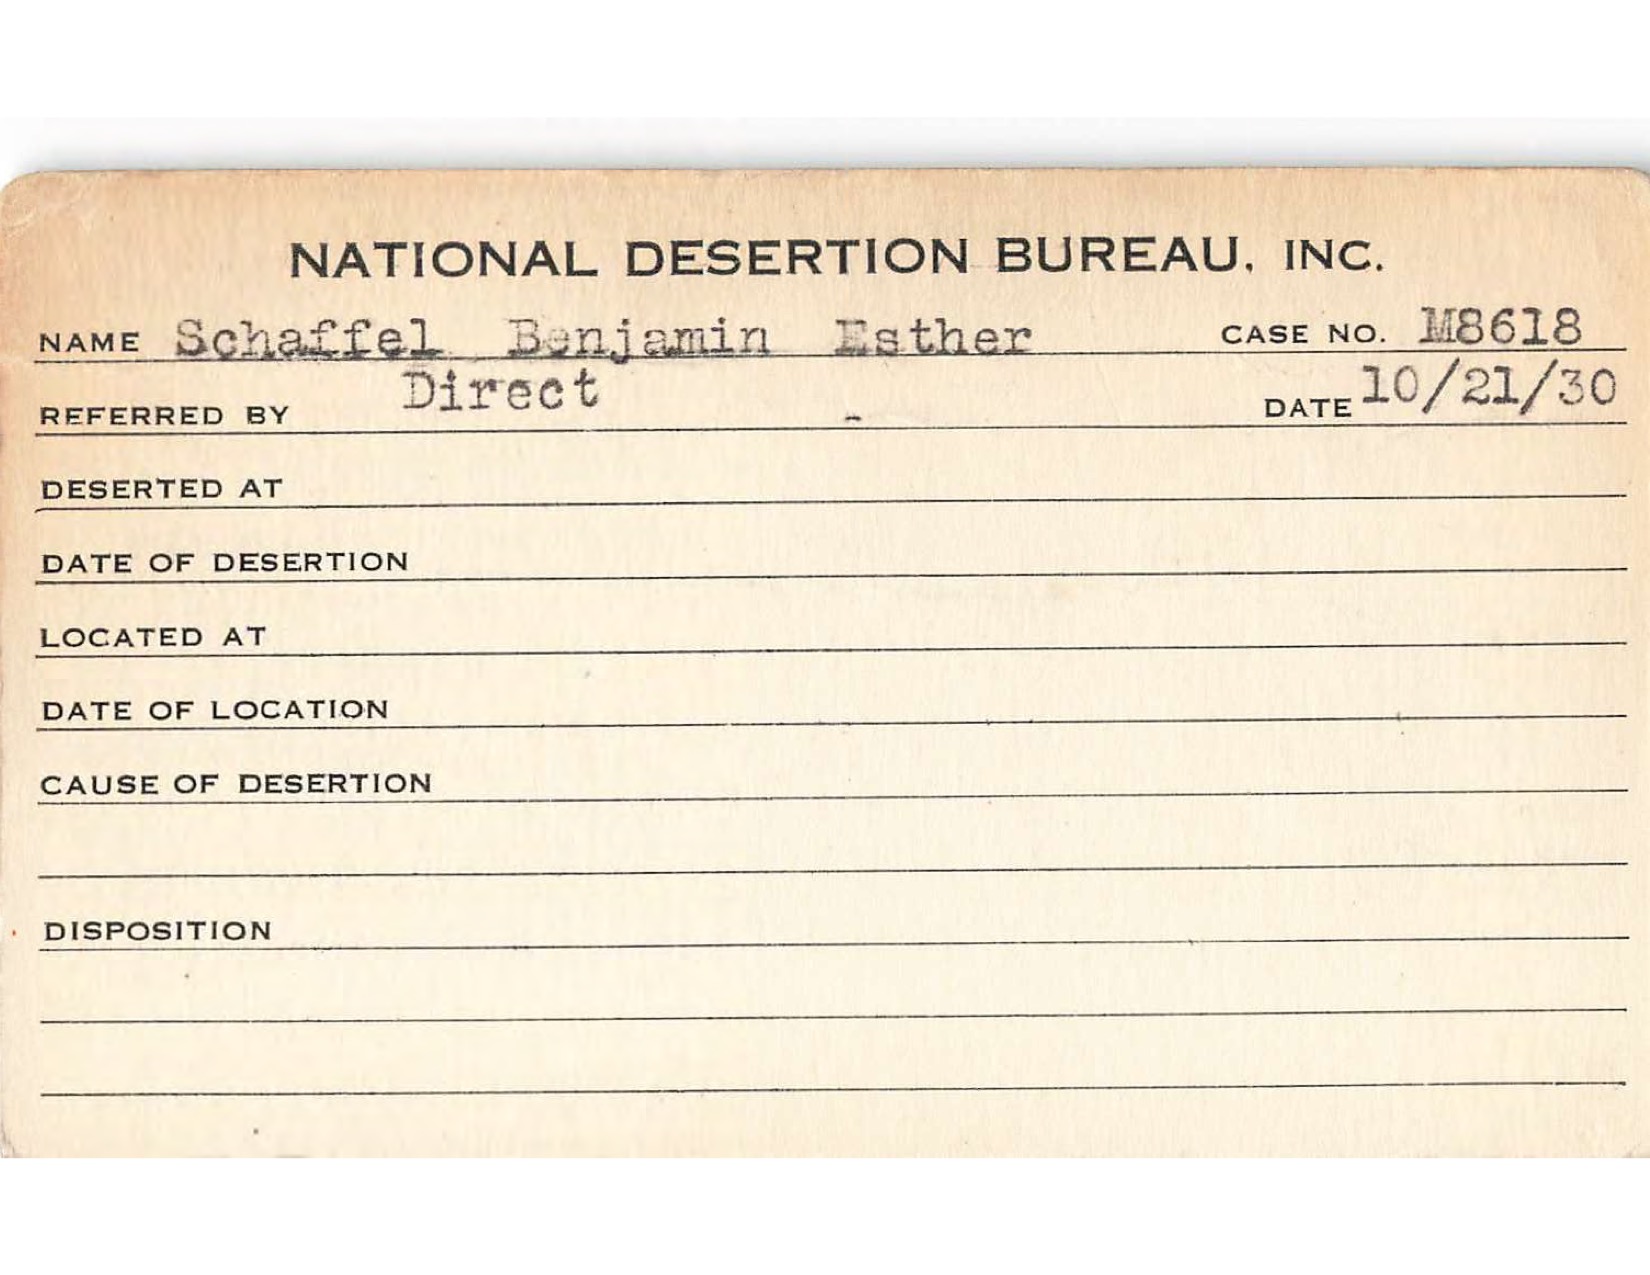 NATIONAL DESERTION BUREAU, INC.
NAME Schaffel Benjamin Esther CASE NO. M8618
REFERRED BY Direct - DATE 10/21/30
DESERTED AT
DATE OF DESERTION
LOCATED AT
DATE OF LOCATION
CAUSE OF DESERTION
DISPOSITION